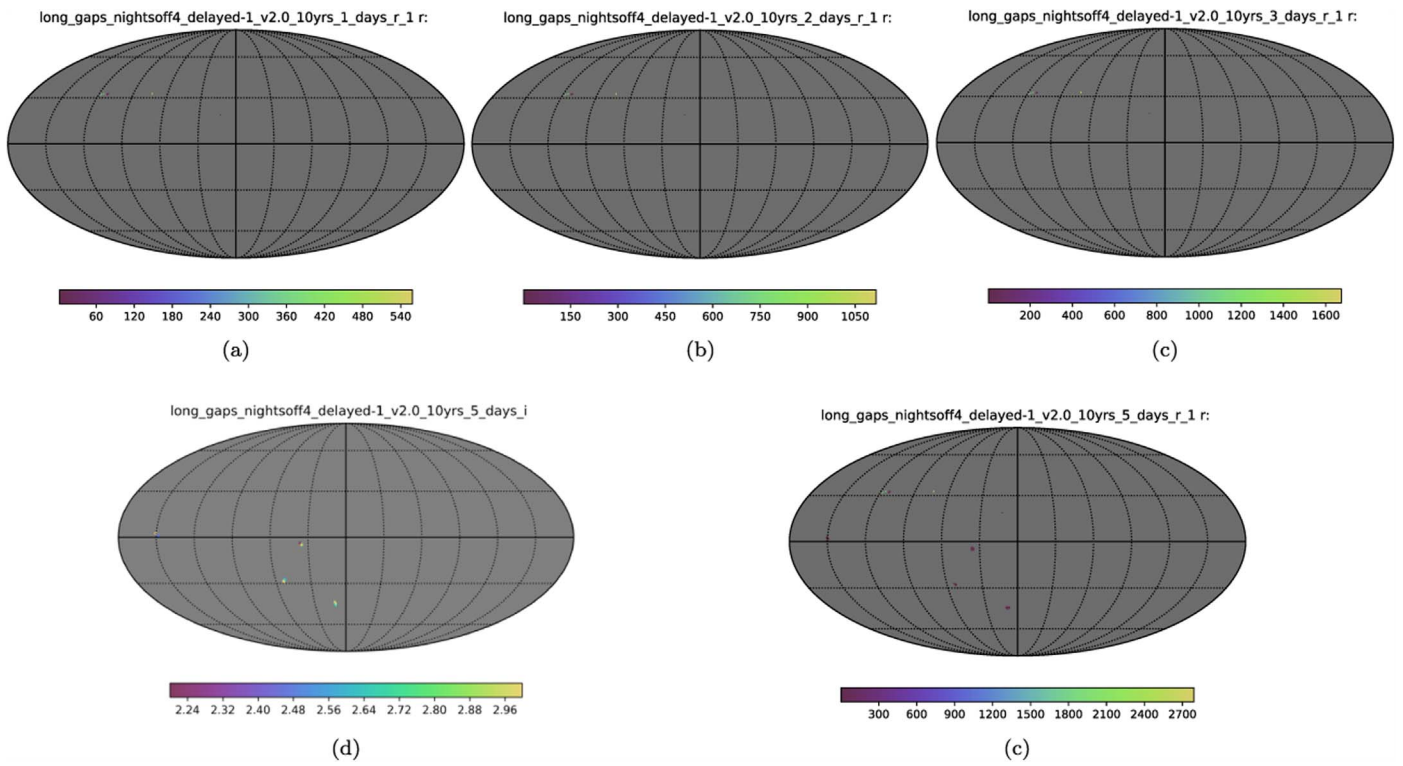 long_gaps_nightsoff4_delayed-1_v2.0_10yrs_1_days_r_1 r:
long_gaps_nightsoff4_delayed-1_v2.0_10yrs_2_days_r_1 r:
long_gaps_nightsoff4_delayed-1_v2.0_10yrs_3_days_r_1 r:
60 120 180 240 300 360 420 480 540
150 300 450 600 750 900 1050
200 400 600 800 1000 1200 1400 1600
(a)
(b)
(c)
long_gaps_nightsoff4_delayed-1_v2.0_10yrs_5_days_i
long_gaps_nightsoff4_delayed-1_v2.0_10yrs_5_days_r_1 r:
2.24 2.32 2.40 2.48 2.56 2.64 2.72 2.80 2.88 2.96
300 600 900 1200 1500 1800 2100 2400 2700
(d)
(c)